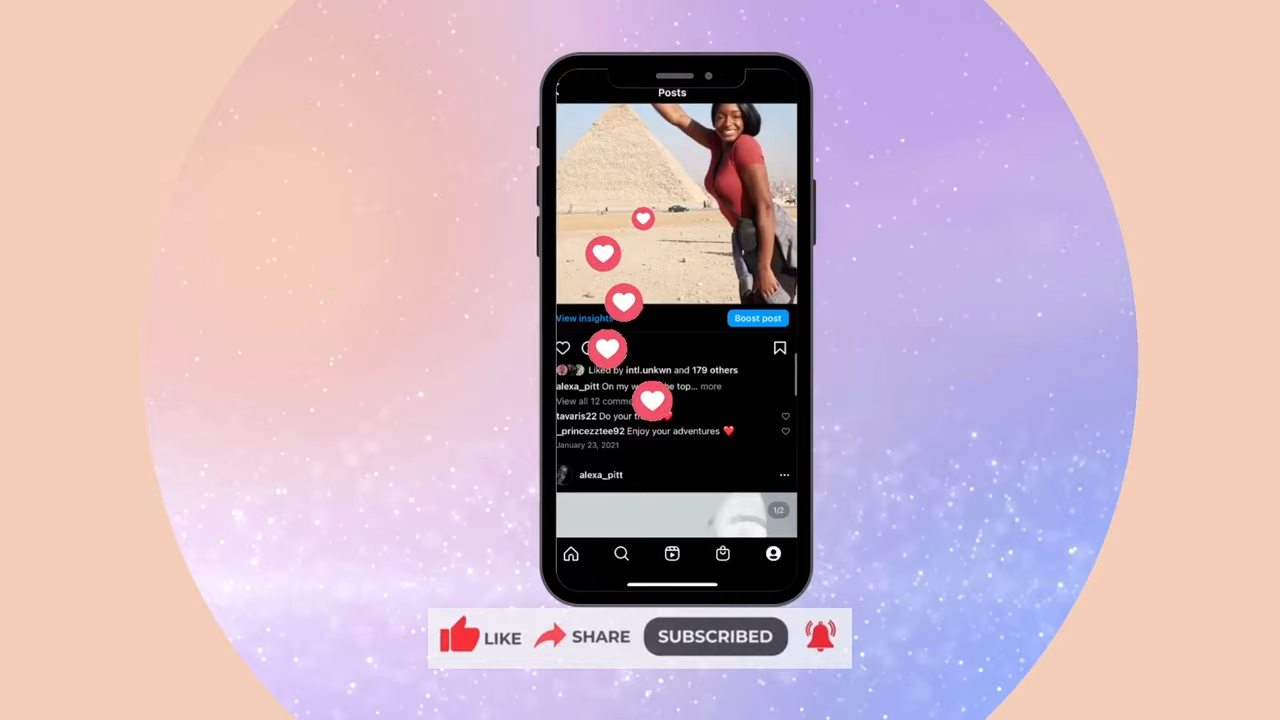 Posts
View insights
Boost post
Liked by intl.unkwn and 179 others
alexa_pitt On my the top... more
View all 12
tavaris22 Do your
_princezztee92 Enjoy your adventures ❤️
January 23, 2021
alexa_pitt
1/2
LIKE SHARE SUBSCRIBED